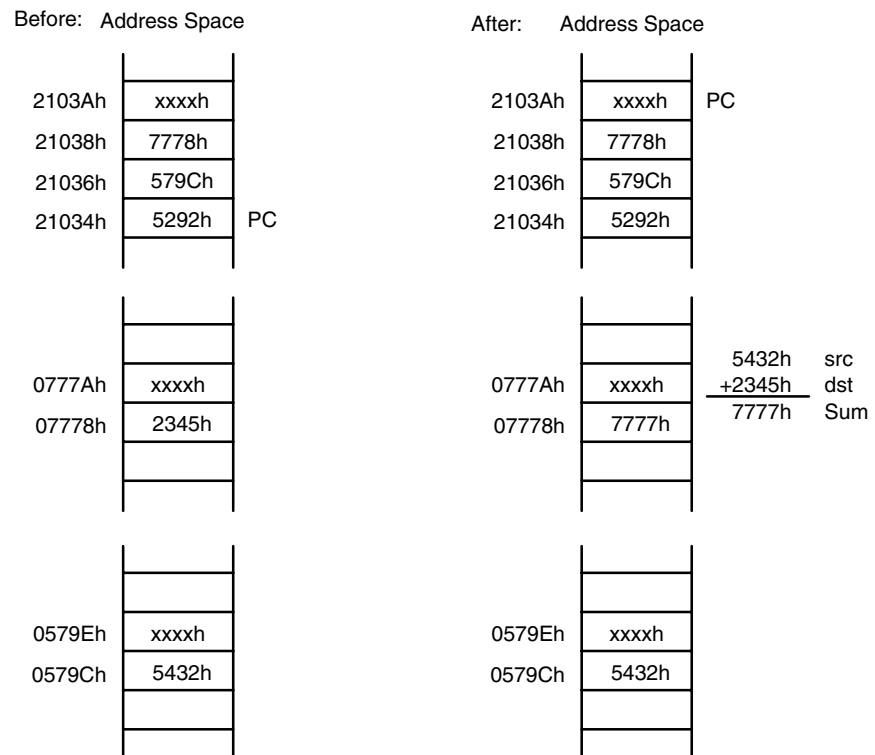 Before: Address Space
2103Ah xxxxh
21038h 7778h
21036h 579Ch
21034h 5292h PC
0777Ah xxxxh
07778h 2345h
0579Eh xxxxh
0579Ch 5432h
After: Address Space
2103Ah xxxxh PC
21038h 7778h
21036h 579Ch
21034h 5292h
0777Ah xxxxh
07778h 7777h
5432h src
+2345h dst
7777h Sum
0579Eh xxxxh
0579Ch 5432h